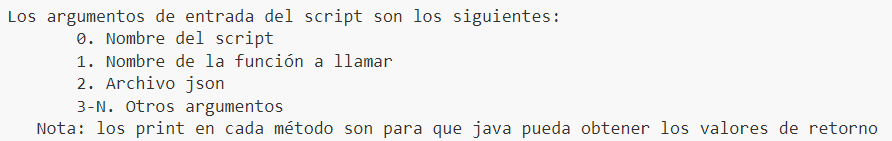 Los argumentos de entrada del script son los siguientes:
0. Nombre del script
1. Nombre de la función a llamar
2. Archivo json
3-N. Otros argumentos
Nota: los print en cada método son para que java pueda obtener los valores de retorno